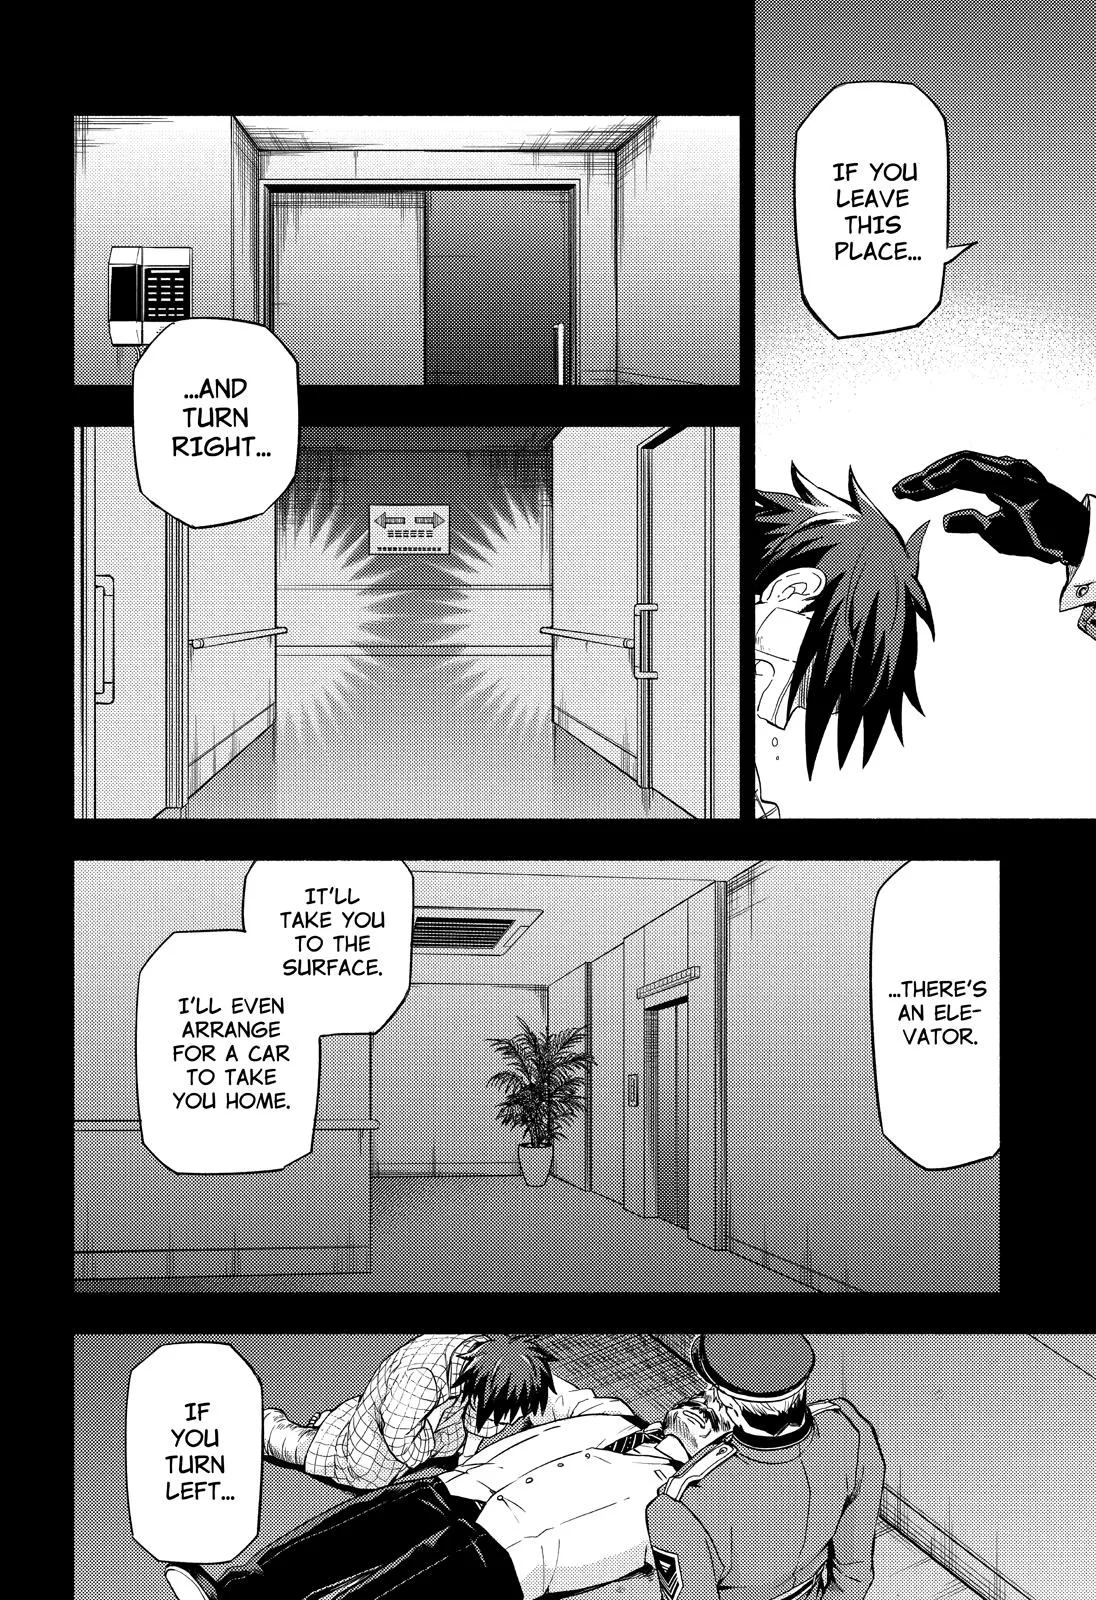 IF YOU
LEAVE
THIS
PLACE...
...AND
TURN
RIGHT...
...THERE'S
AN ELE-
VATOR.
IT'LL
TAKE YOU
TO THE
SURFACE.
I'LL EVEN
ARRANGE
FOR A CAR
TO TAKE
YOU HOME.
IF
YOU
TURN
LEFT...